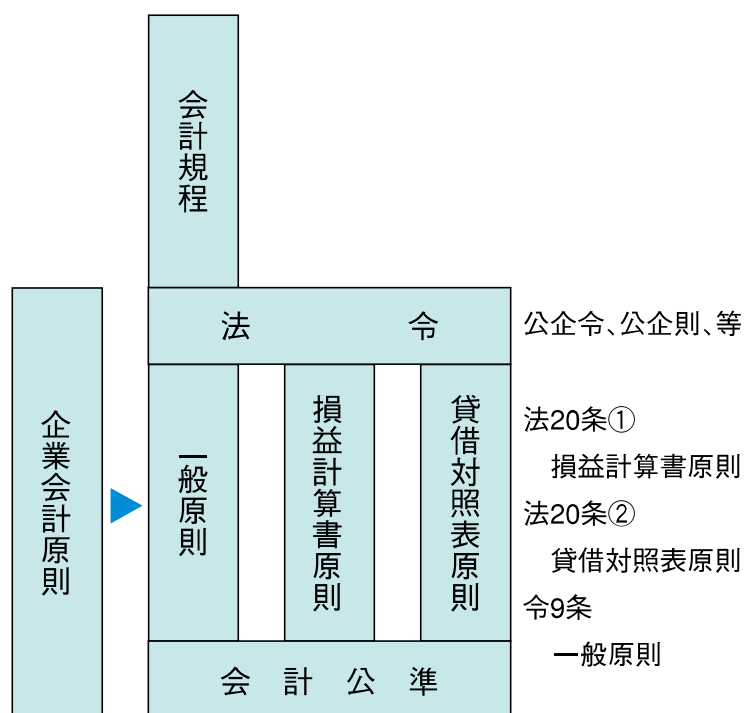 会計規程
法令
公企令、公企則、等
企業会計原則
一般原則
損益計算書原則
貸借対照表原則
法20条①
損益計算書原則
法20条②
貸借対照表原則
令9条
一般原則
会計公準